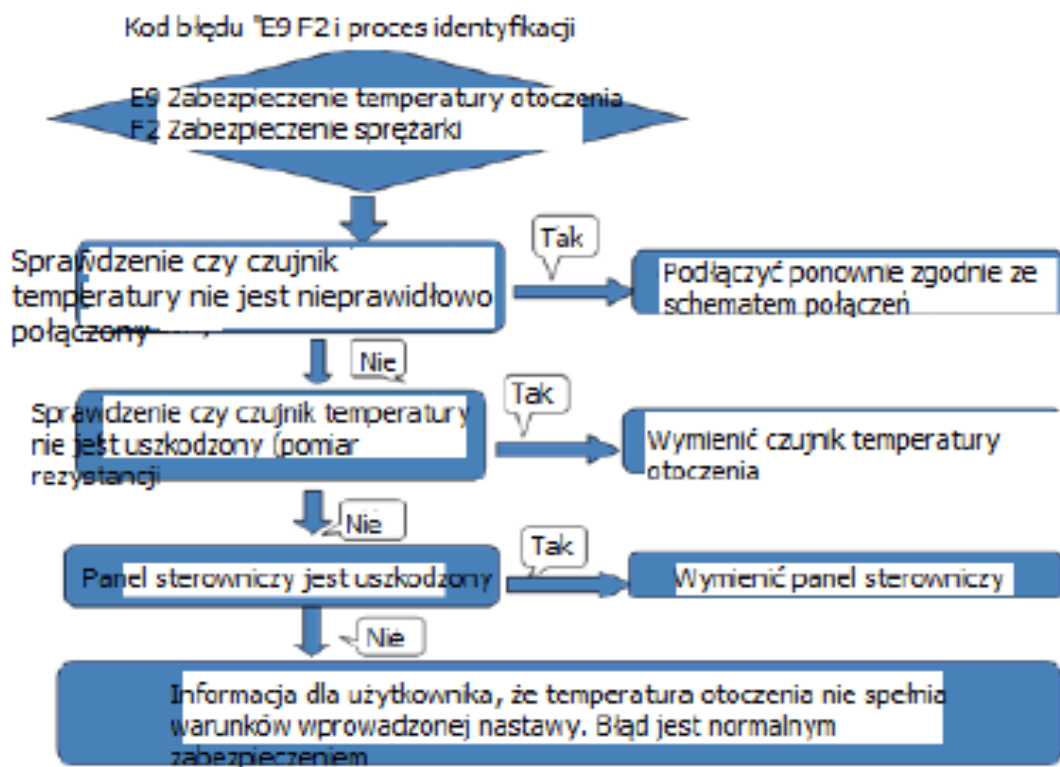 Kod błędu "E9 F2 i proces identyfikacji
E9 Zabezpieczenie temperatury otoczenia
F2 Zabezpieczenie sprężarki
Sprawdzenie czy czujnik
temperatury nie jest nieprawidłowo
połączony
Tak
Podłączyć ponownie zgodnie ze
schematem połączeń
Nie
Sprawdzenie czy czujnik temperatury
nie jest uszkodzony (pomiar
rezystancji
Tak
Wymienić czujnik temperatury
otoczenia
Nie
Panel sterowniczy jest uszkodzony
Tak
Wymienić panel sterowniczy
Nie
Informacja dla użytkownika, że temperatura otoczenia nie spełnia
warunków wprowadzonej nastawy. Błąd jest normalnym
zabezpieczeniem